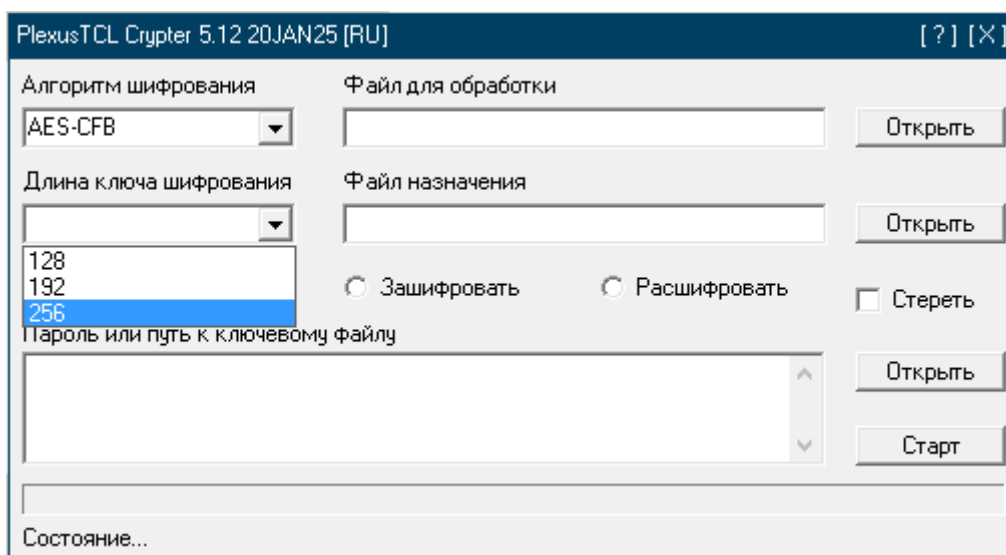 PlexusTCL Crypter 5.12 20JAN25 [RU] [ ? ] [ X ]
Алгоритм шифрования Файл для обработки
AES-CFB Открыть
Длина ключа шифрования Файл назначения
Открыть
128
192
256
Зашифровать Расшифровать Стереть
Пароль или путь к ключевому файлу
Открыть
Старт
Состояние...